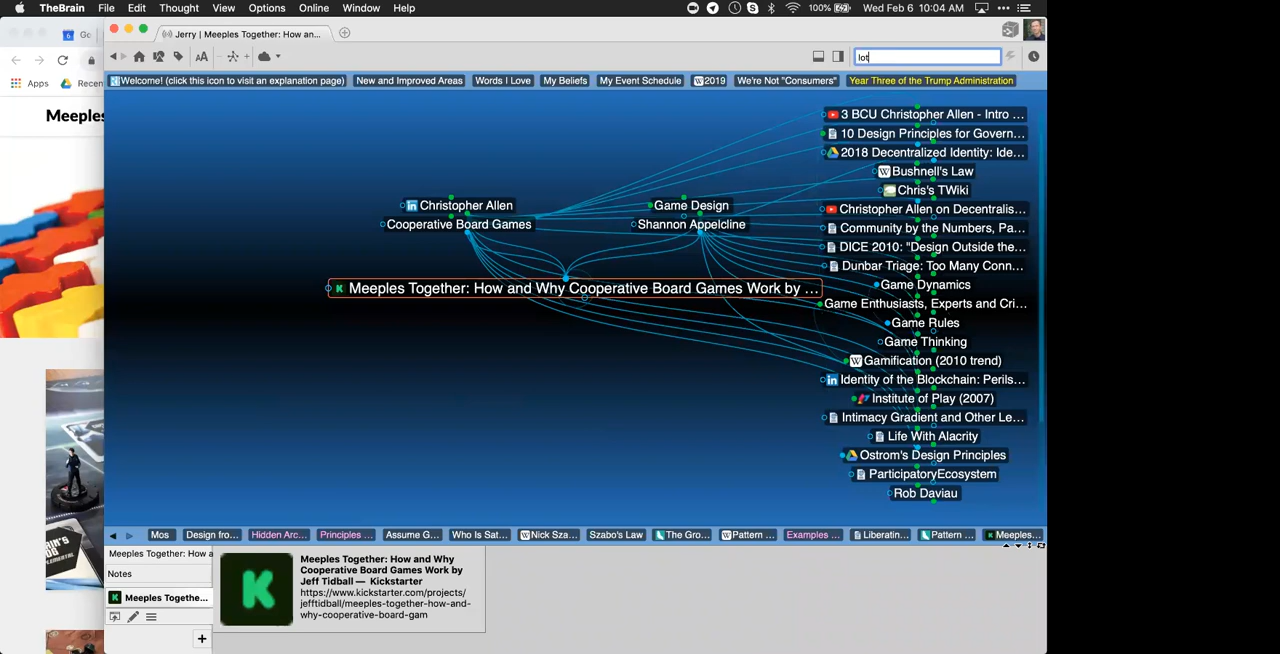 TheBrain File Edit Thought View Options Online Window Help 100% Wed Feb 6 10:04 AM
Jerry | Meeples Together: How an...
lot
Apps Recen
Welcome! (click this icon to visit an explanation page) New and Improved Areas Words I Love My Beliefs My Event Schedule 2019 We're Not "Consumers" Year Three of the Trump Administration
Meeples
3 BCU Christopher Allen - Intro ...
10 Design Principles for Govern...
2018 Decentralized Identity: Ide...
Bushnell's Law
Chris's TWiki
Christopher Allen Game Design
Christopher Allen on Decentralis...
Cooperative Board Games Shannon Appelcline
Community by the Numbers, Pa...
DICE 2010: "Design Outside the...
Dunbar Triage: Too Many Conn...
Game Dynamics
Meeples Together: How and Why Cooperative Board Games Work by ...
Game Enthusiasts, Experts and Cri...
Game Rules
Game Thinking
Gamification (2010 trend)
Identity of the Blockchain: Perils...
Institute of Play (2007)
Intimacy Gradient and Other Le...
Life With Alacrity
Ostrom's Design Principles
ParticipatoryEcosystem
Rob Daviau
Mos Design fro... Hidden Arc... Principles ... Assume G... Who Is Sat... Nick Sza... Szabo's Law The Gro... Pattern ... Examples ... Liberatin... Pattern ... Meeples...
Meeples Together: How a
Notes
Meeples Togethe...
K
Meeples Together: How and Why
Cooperative Board Games Work by
Jeff Tidball — Kickstarter
https://www.kickstarter.com/projects/
jefftidball/meeples-together-how-and-
why-cooperative-board-gam